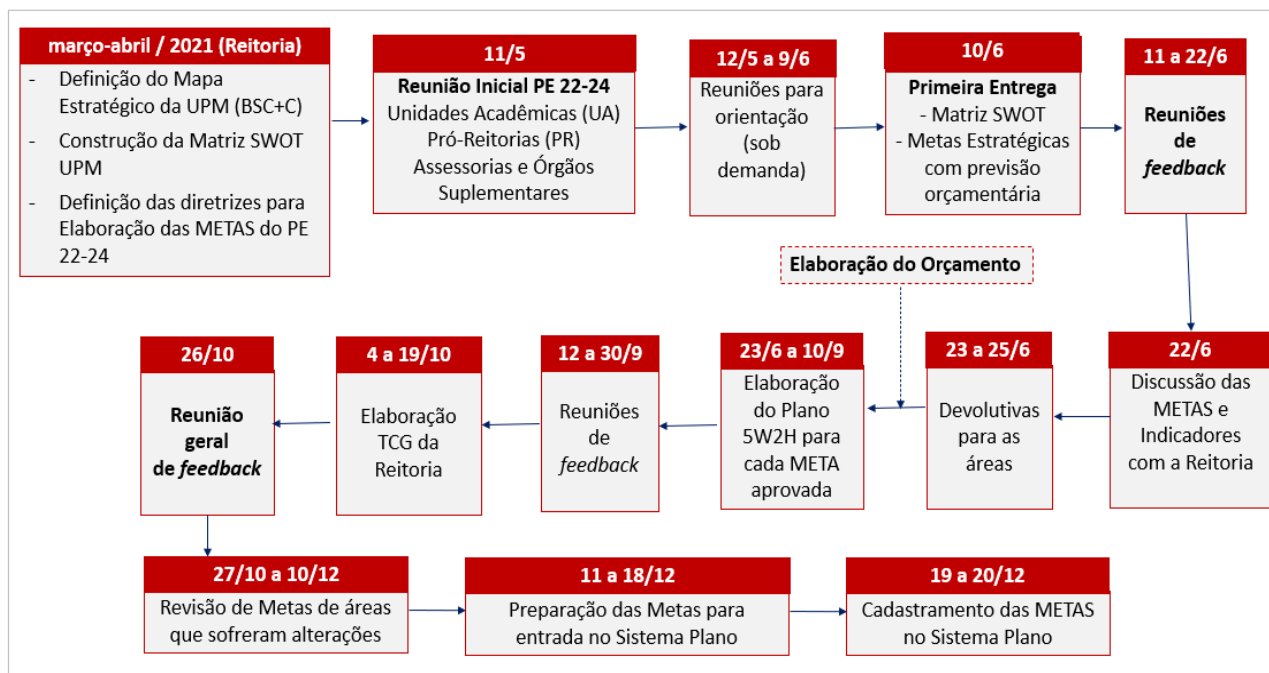 março-abril / 2021 (Reitoria)
- Definição do Mapa
Estratégico da UPM (BSC+C)
- Construção da Matriz SWOT
UPM
- Definição das diretrizes para
Elaboração das METAS do PE
22-24
11/5
Reunião Inicial PE 22-24
Unidades Acadêmicas (UA)
Pró-Reitorias (PR)
Assessorias e Órgãos
Suplementares
12/5 a 9/6
Reuniões para
orientação
(sob
demanda)
10/6
Primeira Entrega
- Matriz SWOT
- Metas Estratégicas
com previsão
orçamentária
11 a 22/6
Reuniões
de
feedback
Elaboração do Orçamento
22/6
Discussão das
METAS e
Indicadores
com a Reitoria
23 a 25/6
Devolutivas
para as
áreas
23/6 a 10/9
Elaboração
do Plano
5W2H para
cada META
aprovada
12 a 30/9
Reuniões
de
feedback
4 a 19/10
Elaboração
TCG da
Reitoria
26/10
Reunião
geral
de feedback
27/10 a 10/12
Revisão de Metas de áreas
que sofreram alterações
11 a 18/12
Preparação das Metas para
entrada no Sistema Plano
19 a 20/12
Cadastramento das METAS
no Sistema Plano